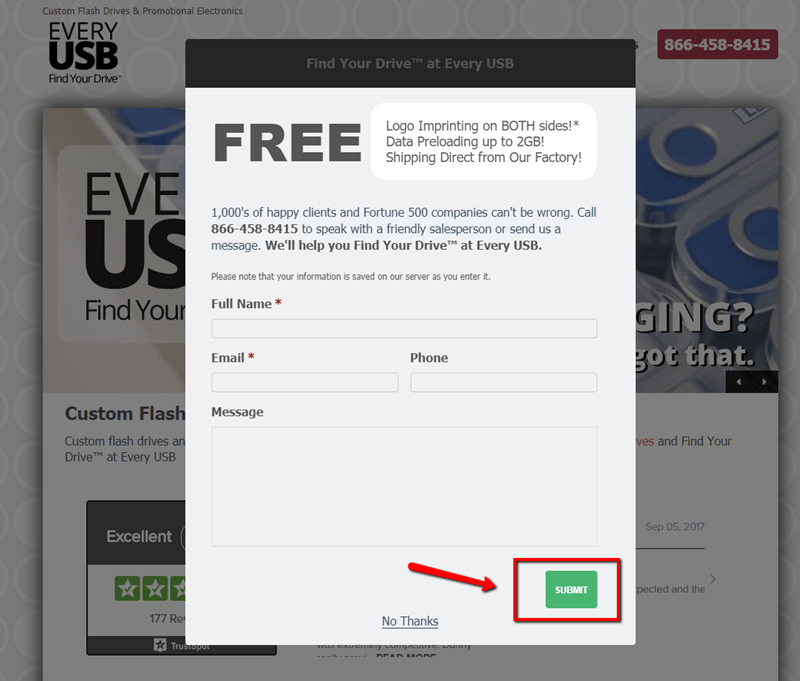 Custom Flash Drives & Promotional Electronics
EVERY
USB
Find Your Drive™
866-458-8415
Find Your Drive™ at Every USB
FREE
Logo Imprinting on BOTH sides!*
Data Preloading up to 2GB!
Shipping Direct from Our Factory!
EVE
US
Find Your
1,000's of happy clients and Fortune 500 companies can't be wrong. Call
866-458-8415 to speak with a friendly salesperson or send us a
message. We'll help you Find Your Drive™ at Every USB.
Please note that your information is saved on our server as you enter it.
Full Name *
GING?
got that.
Email *
Phone
Message
Custom Flash
Custom flash drives an
ves and Find Your
Drive™ at Every USB
Excellent
Sep 05, 2017
177 Rev
TrustSpot
pected and the
SUBMIT
No Thanks
was extremely competitive. Danny
really
READ MORE